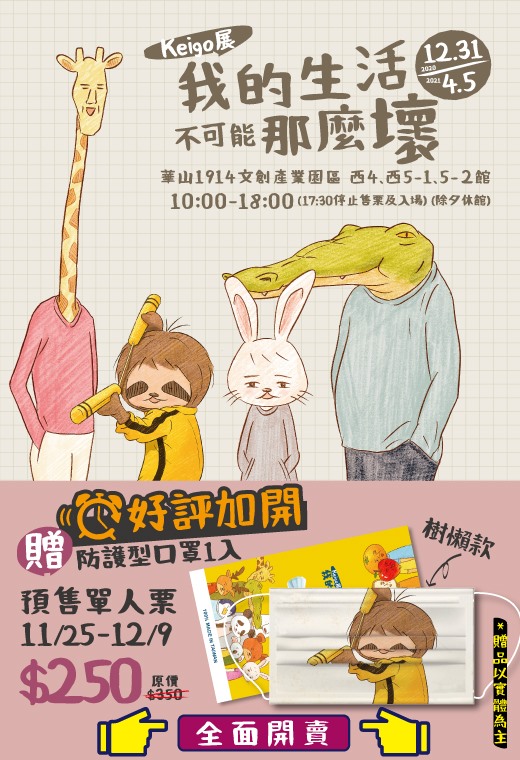 Keigo展
我的生活
不可能那麼壞
12.31
2020
2021
4.5
華山1914文創產業園區 西4、西5-1、5-2館
10:00-18:00 (17:30停止售票及入場) (除夕休館)
好評加開
贈 防護型口罩1入
樹懶款
預售單人票
11/25-12/9
$250 原價
$350
100% MADE IN TAIWAN
*贈品以實體為主
全面開賣